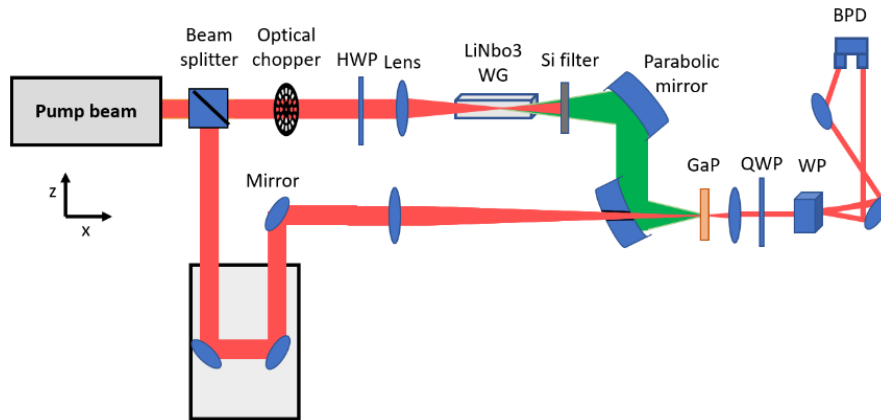 BPD
Beam
splitter
Optical
chopper
HWP
Lens
LiNbo3
WG
Si filter
Parabolic
mirror
Pump beam
GaP
QWP
WP
z
x
Mirror